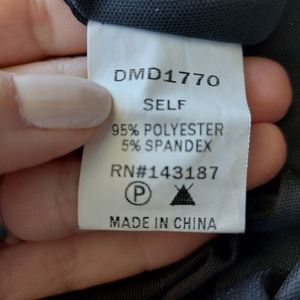 DMD1770
SELF
95% POLYESTER
5% SPANDEX
RN#143187
P
MADE IN CHINA